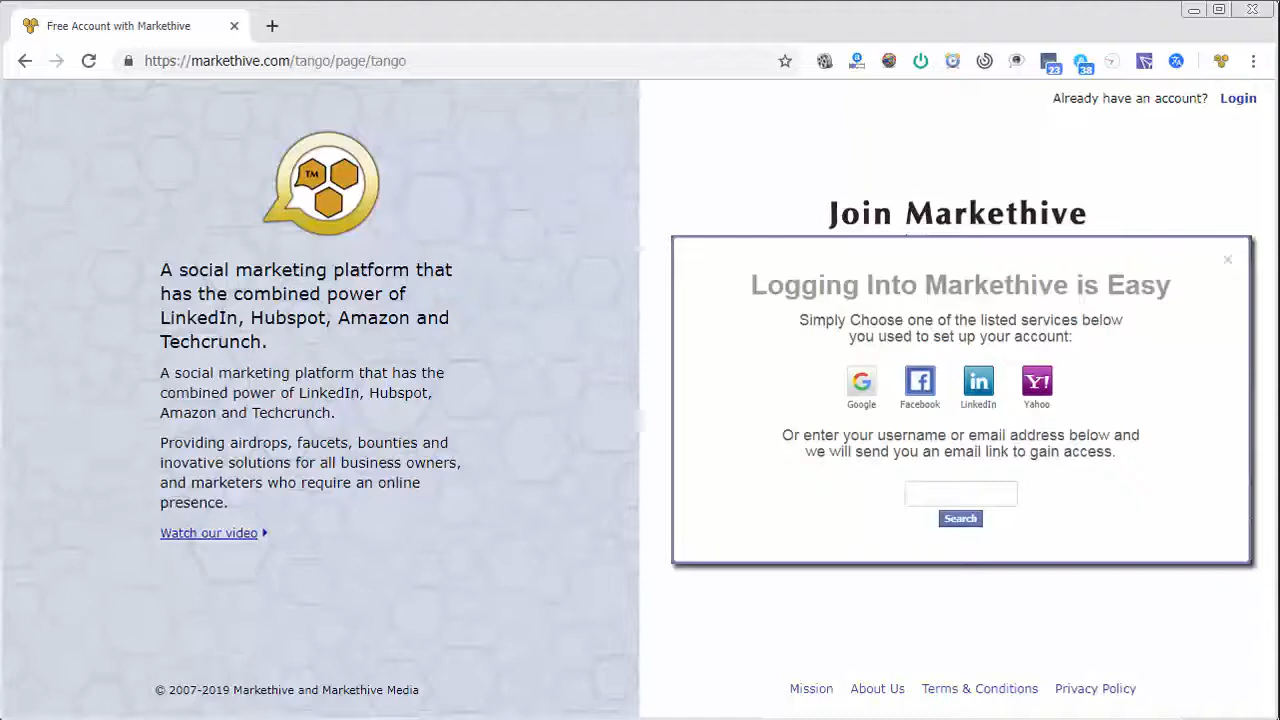 Free Account with Markethive
https://markethive.com/tango/page/tango
23
38
Already have an account? Login
TM
A social marketing platform that
has the combined power of
LinkedIn, Hubspot, Amazon and
Techcrunch.
A social marketing platform that has the
combined power of LinkedIn, Hubspot,
Amazon and Techcrunch.
Providing airdrops, faucets, bounties and
inovative solutions for all business owners,
and marketers who require an online
presence.
Watch our video
© 2007-2019 Markethive and Markethive Media
Join Markethive
Logging Into Markethive is Easy
Simply Choose one of the listed services below
you used to set up your account:
Google Facebook LinkedIn Yahoo
Or enter your username or email address below and
we will send you an email link to gain access.
Search
Mission About Us Terms & Conditions Privacy Policy